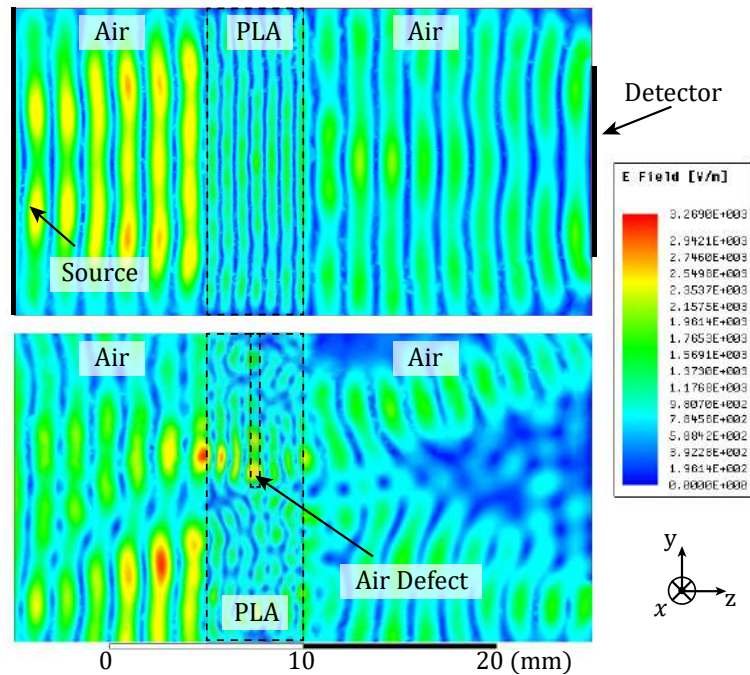 Air PLA Air
Detector
Source
E Field [V/m]
3.2690E+003
2.9421E+003
2.7460E+003
2.5498E+003
2.3537E+003
2.1575E+003
1.9614E+003
1.7653E+003
1.5691E+003
1.3730E+003
1.1768E+003
9.8070E+002
7.8456E+002
5.8842E+002
3.9228E+002
1.9614E+002
0.0000E+000
Air Air
Air Defect
PLA
y
x z
0 10 20 (mm)